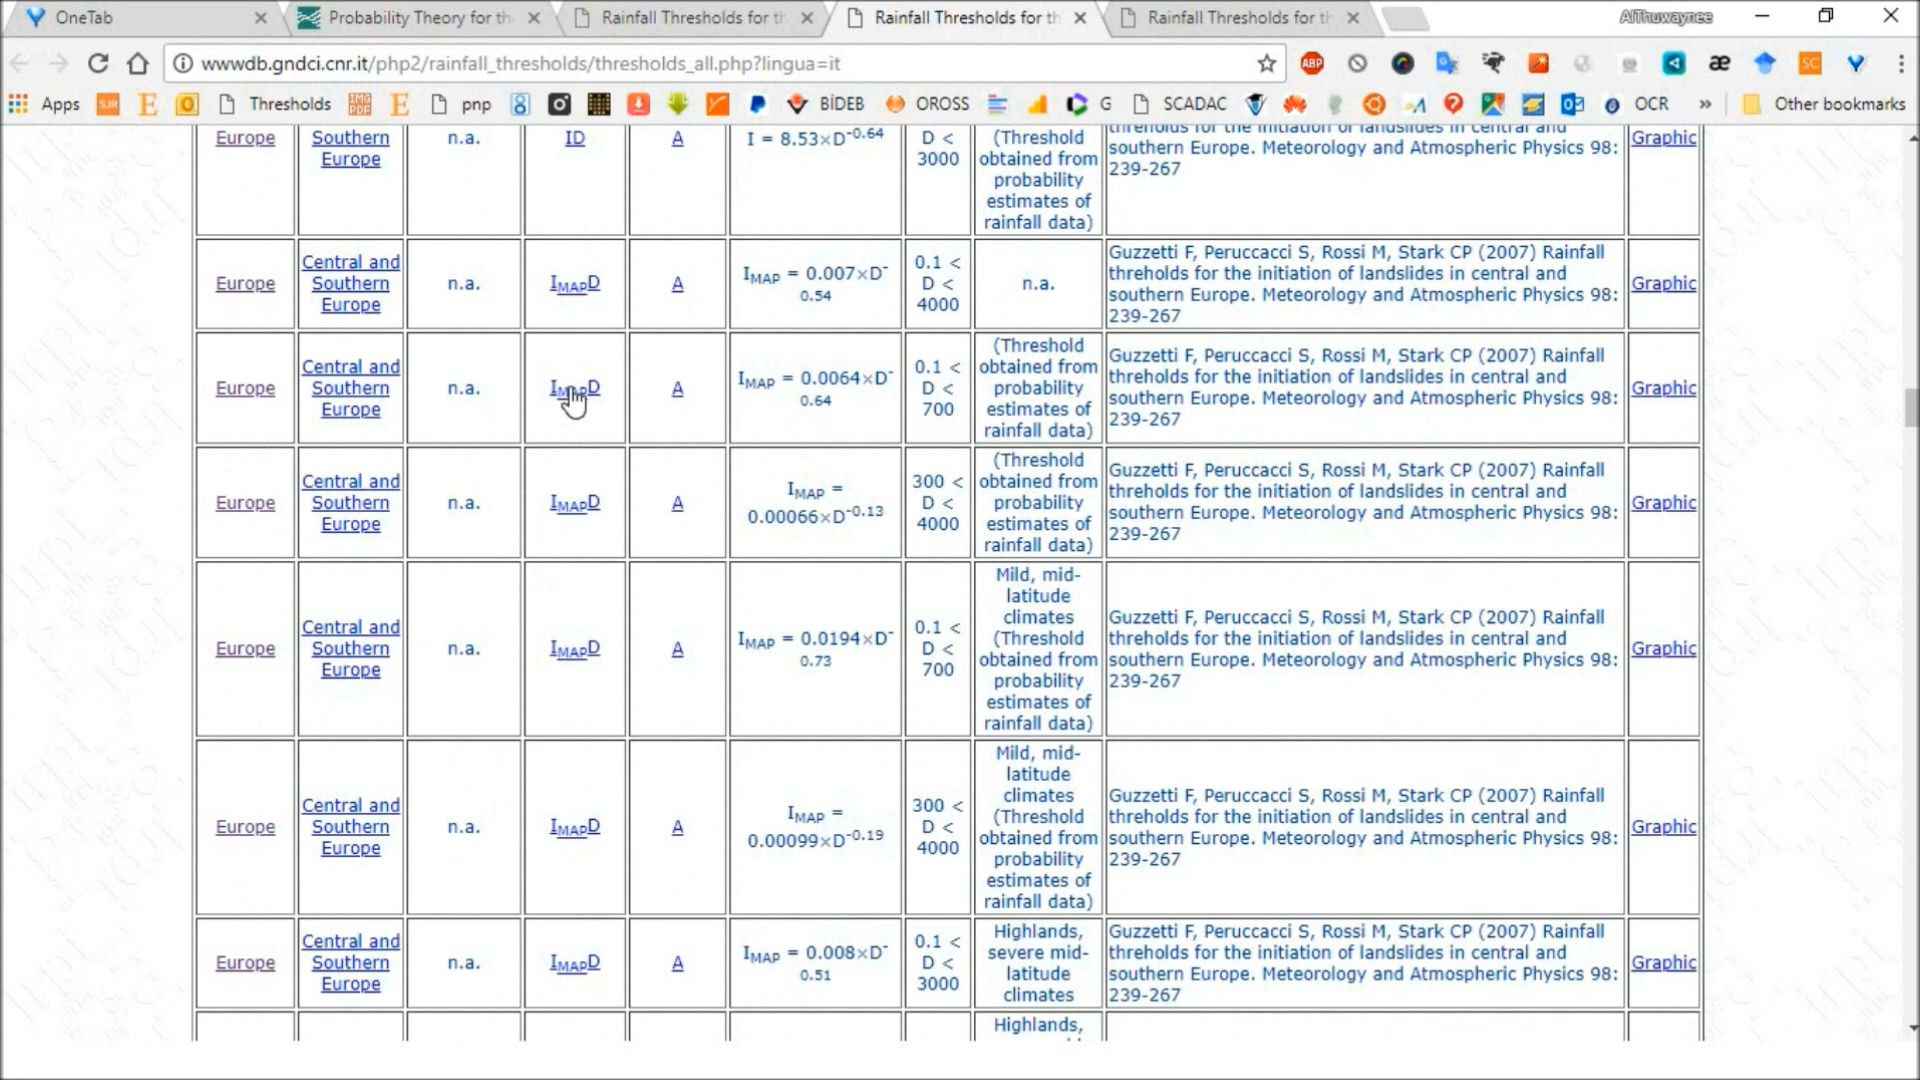 OneTab
Probability Theory for th
Rainfall Thresholds for th
Rainfall Thresholds for th
Rainfall Thresholds for th
AlThuwaynee
wwwdb.gndci.cnr.it/php2/rainfall_thresholds/thresholds_all.php?lingua=it
Apps
Thresholds
pnp
BİDEB
OROSS
G
SCADAC
OCR
»
Other bookmarks
Europe
Southern
Europe
n.a.
ID
A
I = 8.53×D-0.64
D <
3000
(Threshold
obtained from
probability
estimates of
rainfall data)
threholds for the initiation of landslides in central and
southern Europe. Meteorology and Atmospheric Physics 98:
239-267
Graphic
Europe
Central and
Southern
Europe
n.a.
IMAPD
A
IMAP = 0.007×D-
0.54
0.1 <
D <
4000
n.a.
Guzzetti F, Peruccacci S, Rossi M, Stark CP (2007) Rainfall
threholds for the initiation of landslides in central and
southern Europe. Meteorology and Atmospheric Physics 98:
239-267
Graphic
Europe
Central and
Southern
Europe
n.a.
IMAPD
A
IMAP = 0.0064×D-
0.64
0.1 <
D <
700
(Threshold
obtained from
probability
estimates of
rainfall data)
Guzzetti F, Peruccacci S, Rossi M, Stark CP (2007) Rainfall
threholds for the initiation of landslides in central and
southern Europe. Meteorology and Atmospheric Physics 98:
239-267
Graphic
Europe
Central and
Southern
Europe
n.a.
IMAPD
A
IMAP =
0.00066×D-0.13
300 <
D <
4000
(Threshold
obtained from
probability
estimates of
rainfall data)
Guzzetti F, Peruccacci S, Rossi M, Stark CP (2007) Rainfall
threholds for the initiation of landslides in central and
southern Europe. Meteorology and Atmospheric Physics 98:
239-267
Graphic
Europe
Central and
Southern
Europe
n.a.
IMAPD
A
IMAP = 0.0194×D-
0.73
0.1 <
D <
700
Mild, mid-
latitude
climates
(Threshold
obtained from
probability
estimates of
rainfall data)
Guzzetti F, Peruccacci S, Rossi M, Stark CP (2007) Rainfall
threholds for the initiation of landslides in central and
southern Europe. Meteorology and Atmospheric Physics 98:
239-267
Graphic
Europe
Central and
Southern
Europe
n.a.
IMAPD
A
IMAP =
0.00099×D-0.19
300 <
D <
4000
Mild, mid-
latitude
climates
(Threshold
obtained from
probability
estimates of
rainfall data)
Guzzetti F, Peruccacci S, Rossi M, Stark CP (2007) Rainfall
threholds for the initiation of landslides in central and
southern Europe. Meteorology and Atmospheric Physics 98:
239-267
Graphic
Europe
Central and
Southern
Europe
n.a.
IMAPD
A
IMAP = 0.008×D-
0.51
0.1 <
D <
3000
Highlands,
severe mid-
latitude
climates
Guzzetti F, Peruccacci S, Rossi M, Stark CP (2007) Rainfall
threholds for the initiation of landslides in central and
southern Europe. Meteorology and Atmospheric Physics 98:
239-267
Graphic
Highlands,